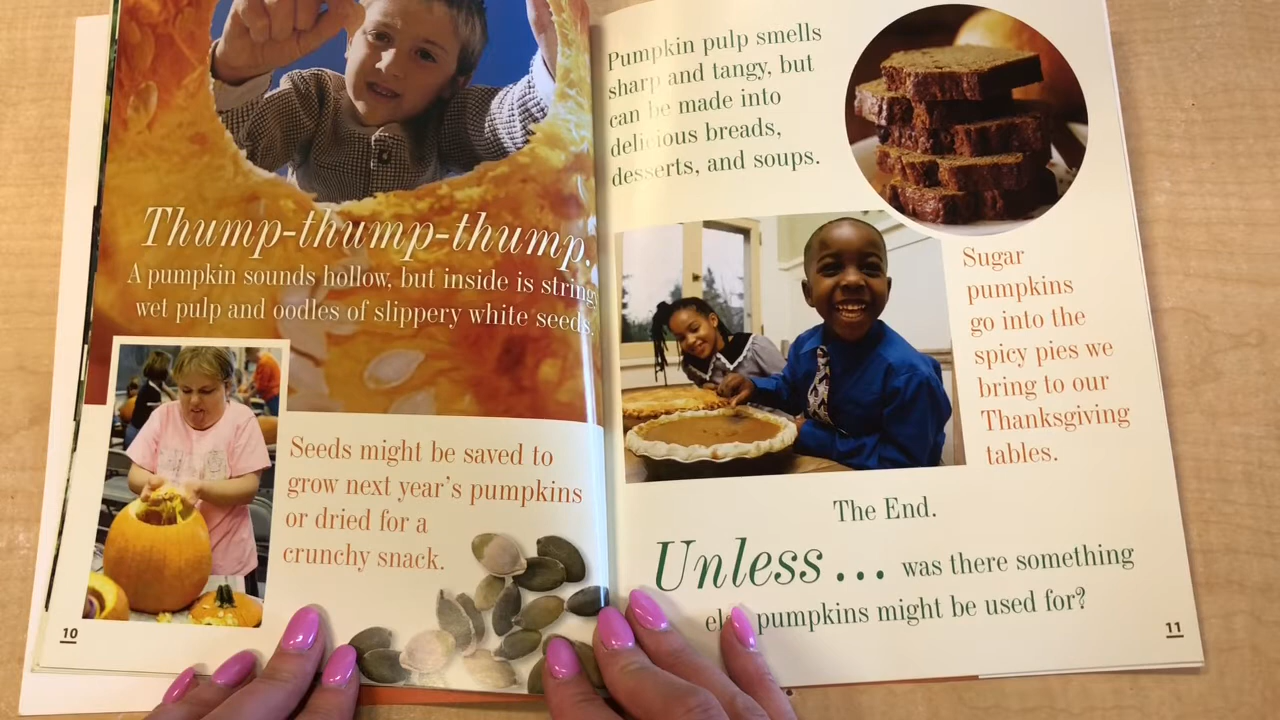 Thump-thump-thump.
A pumpkin sounds hollow, but inside is stringy
wet pulp and oodles of slippery white seeds.
Seeds might be saved to
grow next year's pumpkins
or dried for a
crunchy snack.
10
Pumpkin pulp smells
sharp and tangy, but
can be made into
delicious breads,
desserts, and soups.
Sugar
pumpkins
go into the
spicy pies we
bring to our
Thanksgiving
tables.
The End.
Unless... was there something
else pumpkins might be used for?
11